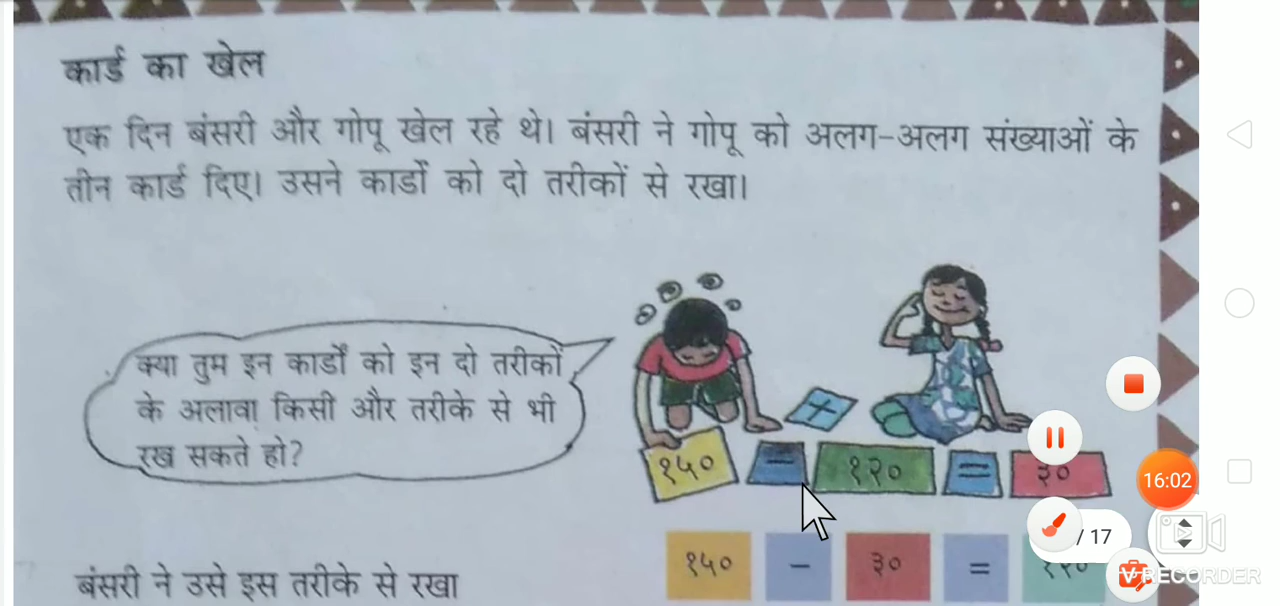 कार्ड का खेल
एक दिन बंसरी और गोपू खेल रहे थे। बंसरी ने गोपू को अलग-अलग संख्याओं के
तीन कार्ड दिए। उसने कार्डों को दो तरीकों से रखा।
क्या तुम इन कार्डों को इन दो तरीकों
के अलावा किसी और तरीके से भी
रख सकते हो?
+
१५० − १२० = ३०
बंसरी ने उसे इस तरीके से रखा
१५० − ३० =
16:02
/ 17
RECORDER